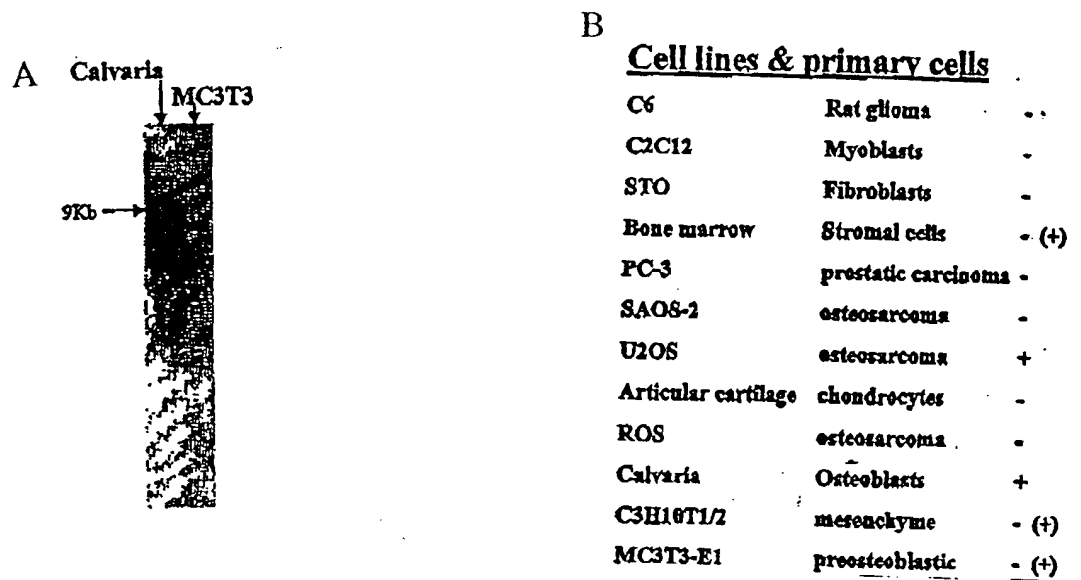 A
Calvaria
MC3T3
9Kb
B
Cell lines & primary cells
C6 Rat glioma -
C2C12 Myoblasts -
STO Fibroblasts -
Bone marrow Stromal cells - (+)
PC-3 prostatic carcinoma -
SAOS-2 osteosarcoma -
U2OS osteosarcoma +
Articular cartilage chondrocytes -
ROS osteosarcoma -
Calvaria Osteoblasts +
C3H10T1/2 mesenchyme - (+)
MC3T3-E1 preosteoblastic - (+)